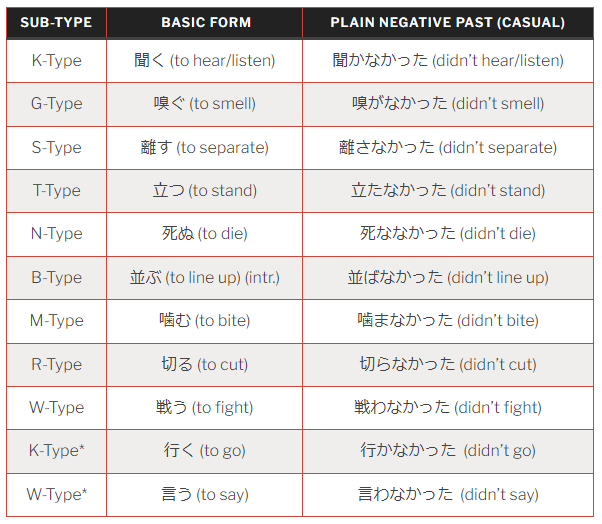 SUB-TYPE BASIC FORM PLAIN NEGATIVE PAST (CASUAL)
K-Type 聞く (to hear/listen) 聞かなかった (didn't hear/listen)
G-Type 嗅ぐ (to smell) 嗅がなかった (didn't smell)
S-Type 離す (to separate) 離さなかった (didn't separate)
T-Type 立つ (to stand) 立たなかった (didn't stand)
N-Type 死ぬ (to die) 死ななかった (didn't die)
B-Type 並ぶ (to line up) (intr.) 並ばなかった (didn't line up)
M-Type 噛む (to bite) 噛まなかった (didn't bite)
R-Type 切る (to cut) 切らなかった (didn't cut)
W-Type 戦う (to fight) 戦わなかった (didn't fight)
K-Type* 行く (to go) 行かなかった (didn't go)
W-Type* 言う (to say) 言わなかった (didn't say)